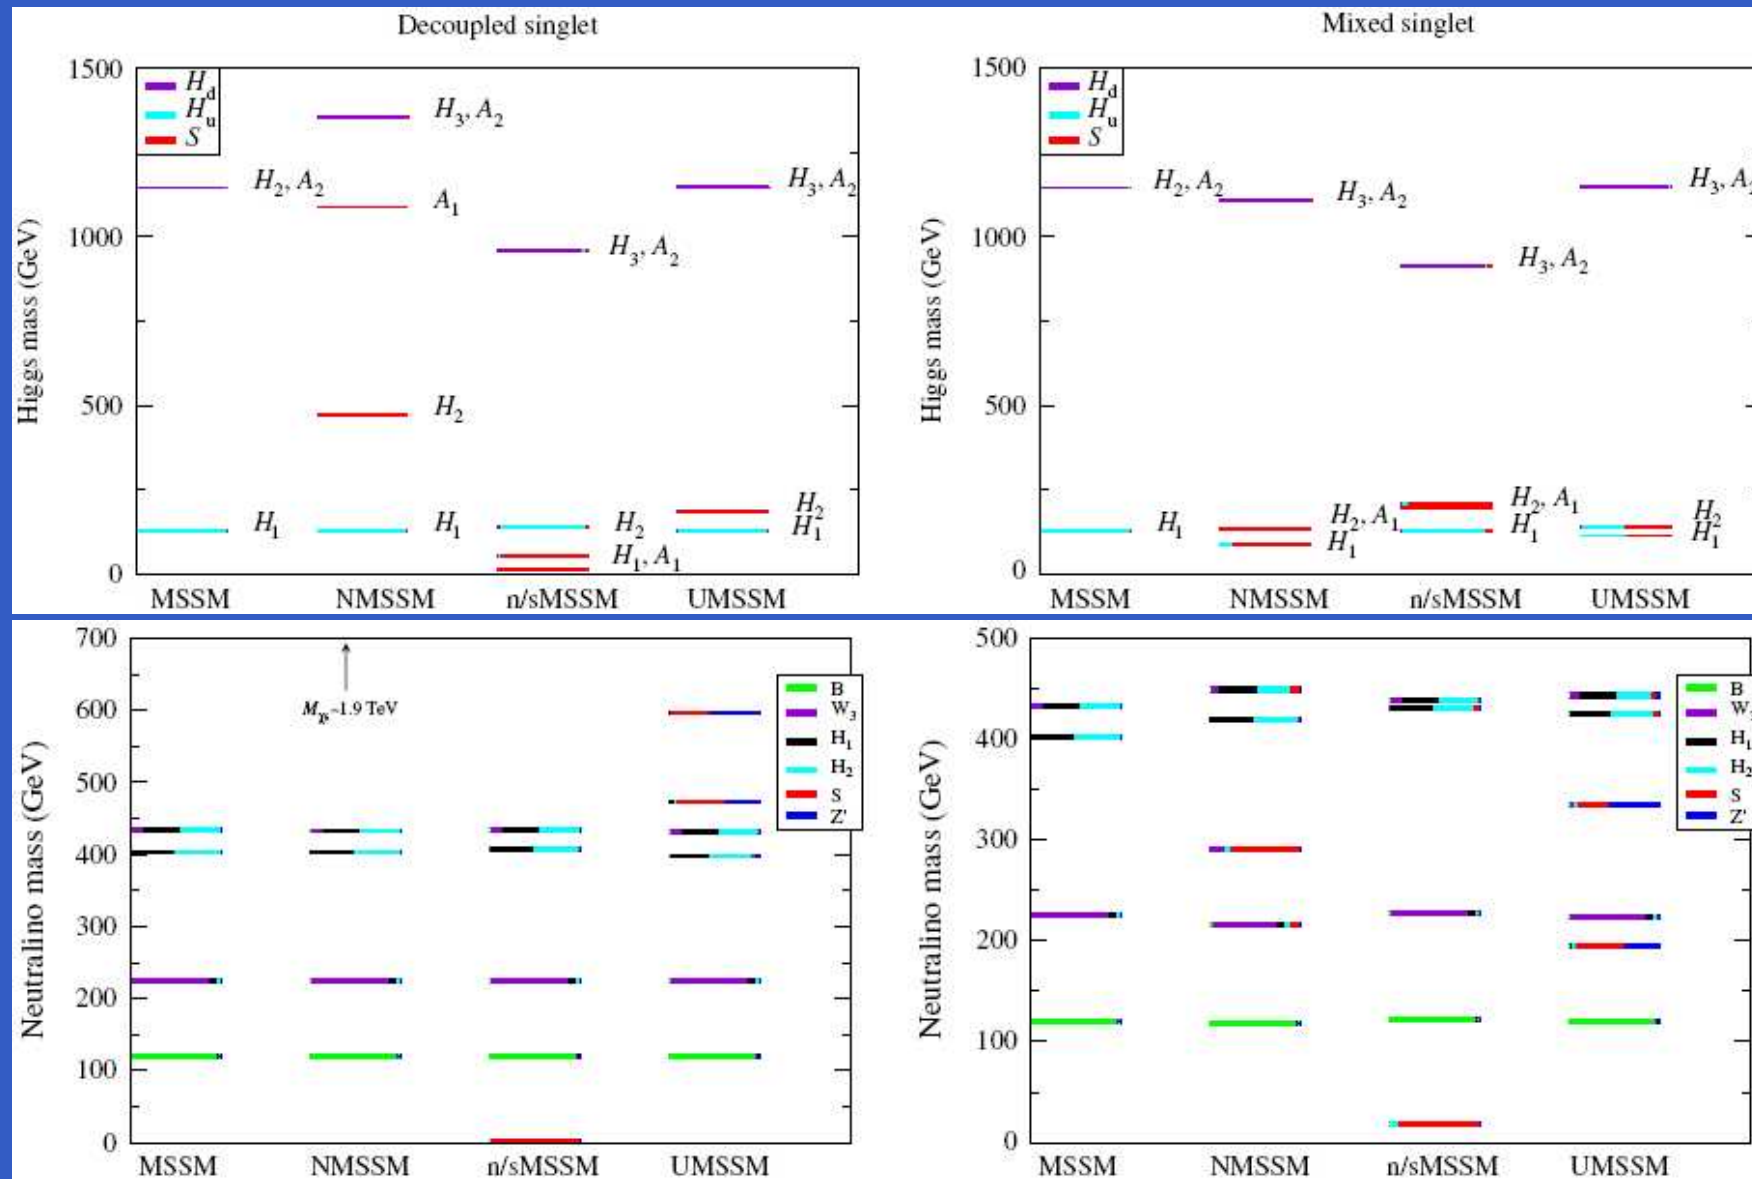 Decoupled singlet
Higgs mass (GeV)
1500
1000
500
0
H_d
H_u
S
H_2, A_2
H_1
H_3, A_2
A_1
H_2
H_1
H_3, A_2
H_2
H_1, A_1
H_3, A_2
H_2
H_1
MSSM NMSSM n/sMSSM UMSSM
Mixed singlet
Higgs mass (GeV)
1500
1000
500
0
H_d
H_u
S
H_2, A_2
H_1
H_3, A_2
H_2, A_1
H_1
H_3, A_2
H_2, A_1
H_1
H_3, A_2
H_2
H_1
MSSM NMSSM n/sMSSM UMSSM
Neutralino mass (GeV)
700
600
500
400
300
200
100
0
~1.9 TeV
B
W_3
H_1
H_2
S
Z'
MSSM NMSSM n/sMSSM UMSSM
Neutralino mass (GeV)
500
400
300
200
100
0
B
W
H_1
H_2
S
Z'
MSSM NMSSM n/sMSSM UMSSM